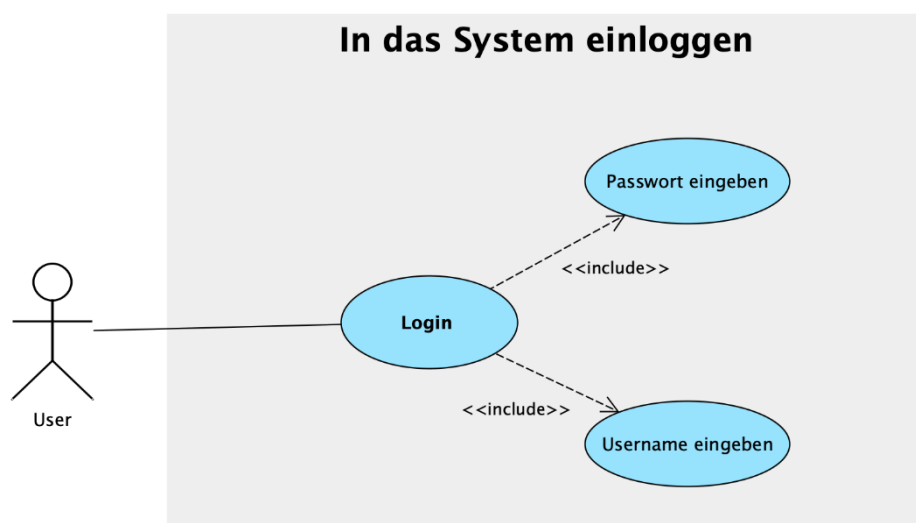 In das System einloggen
Passwort eingeben
<<include>>
Login
<<include>>
User
Username eingeben